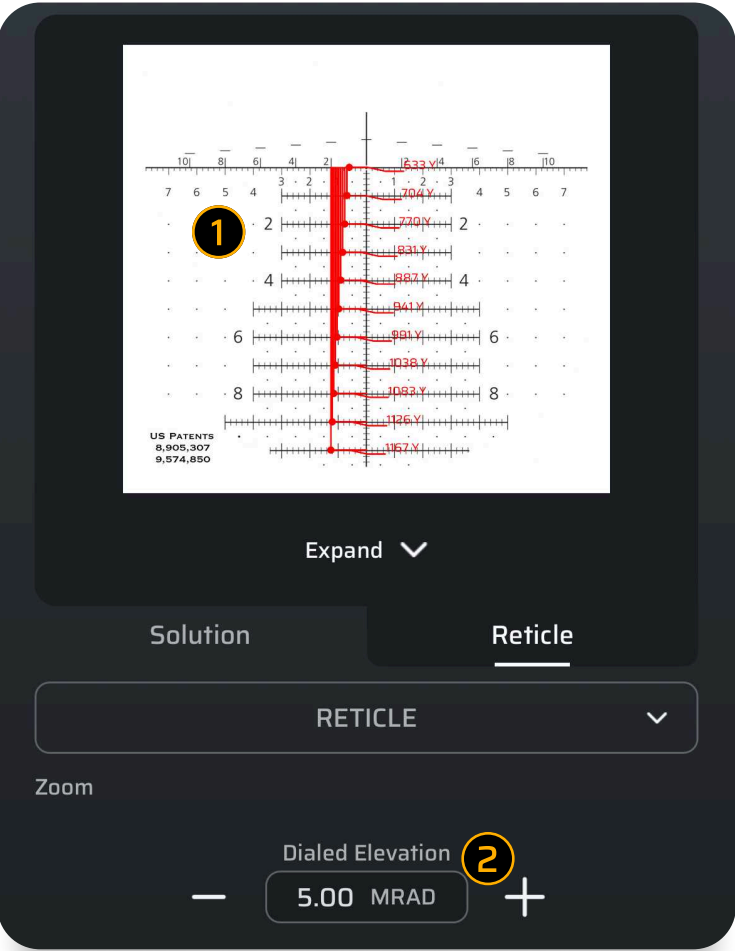 10 8 6 4 2 2 4 6 8 10
633 Y
7 6 5 4 3 2 1 2 3 4 5 6 7
704 Y
1
2 770 Y 2
831 Y
4 887 Y 4
941 Y
6 991 Y 6
1038 Y
8 1083 Y 8
1126 Y
US PATENTS
8,905,307
9,574,850
1167 Y
Expand
Solution Reticle
RETICLE
Zoom
Dialed Elevation 2
5.00 MRAD